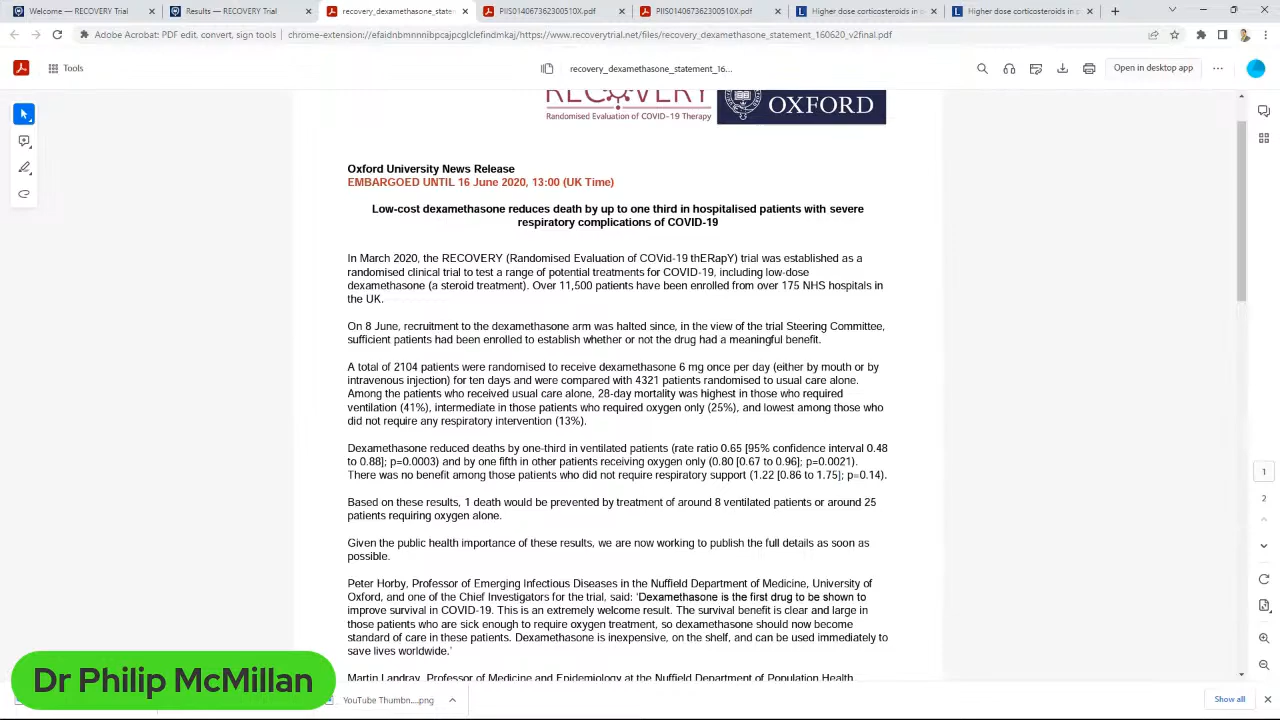 Welcome — RECOVERY Trial
Results — RECOVERY Trial
recovery_dexamethasone_state
PIIS014067362300510X.pdf
PIIS014067362300510X.pdf
Higher dose corticosteroids in
Higher dose corticosteroids in p
Adobe Acrobat: PDF edit, convert, sign tools | chrome-extension://efaidnbmnnnibpcajpcglclefindmkaj/https://www.recoverytrial.net/files/recovery_dexamethasone_statement_160620_v2final.pdf
Tools
recovery_dexamethasone_statement_16...
Open in desktop app
RECOVERY
Randomised Evaluation of COVID-19 Therapy
OXFORD
Oxford University News Release
EMBARGOED UNTIL 16 June 2020, 13:00 (UK Time)
Low-cost dexamethasone reduces death by up to one third in hospitalised patients with severe
respiratory complications of COVID-19
In March 2020, the RECOVERY (Randomised Evaluation of COVid-19 thERapY) trial was established as a
randomised clinical trial to test a range of potential treatments for COVID-19, including low-dose
dexamethasone (a steroid treatment). Over 11,500 patients have been enrolled from over 175 NHS hospitals in
the UK.
On 8 June, recruitment to the dexamethasone arm was halted since, in the view of the trial Steering Committee,
sufficient patients had been enrolled to establish whether or not the drug had a meaningful benefit.
A total of 2104 patients were randomised to receive dexamethasone 6 mg once per day (either by mouth or by
intravenous injection) for ten days and were compared with 4321 patients randomised to usual care alone.
Among the patients who received usual care alone, 28-day mortality was highest in those who required
ventilation (41%), intermediate in those patients who required oxygen only (25%), and lowest among those who
did not require any respiratory intervention (13%).
Dexamethasone reduced deaths by one-third in ventilated patients (rate ratio 0.65 [95% confidence interval 0.48
to 0.88]; p=0.0003) and by one fifth in other patients receiving oxygen only (0.80 [0.67 to 0.96]; p=0.0021).
There was no benefit among those patients who did not require respiratory support (1.22 [0.86 to 1.75]; p=0.14).
Based on these results, 1 death would be prevented by treatment of around 8 ventilated patients or around 25
patients requiring oxygen alone.
Given the public health importance of these results, we are now working to publish the full details as soon as
possible.
Peter Horby, Professor of Emerging Infectious Diseases in the Nuffield Department of Medicine, University of
Oxford, and one of the Chief Investigators for the trial, said: ‘Dexamethasone is the first drug to be shown to
improve survival in COVID-19. This is an extremely welcome result. The survival benefit is clear and large in
those patients who are sick enough to require oxygen treatment, so dexamethasone should now become
standard of care in these patients. Dexamethasone is inexpensive, on the shelf, and can be used immediately to
save lives worldwide.’
Martin Landray, Professor of Medicine and Epidemiology at the Nuffield Department of Population Health
1
2
Dr Philip McMillan
YouTube Thumbn....png
Show all